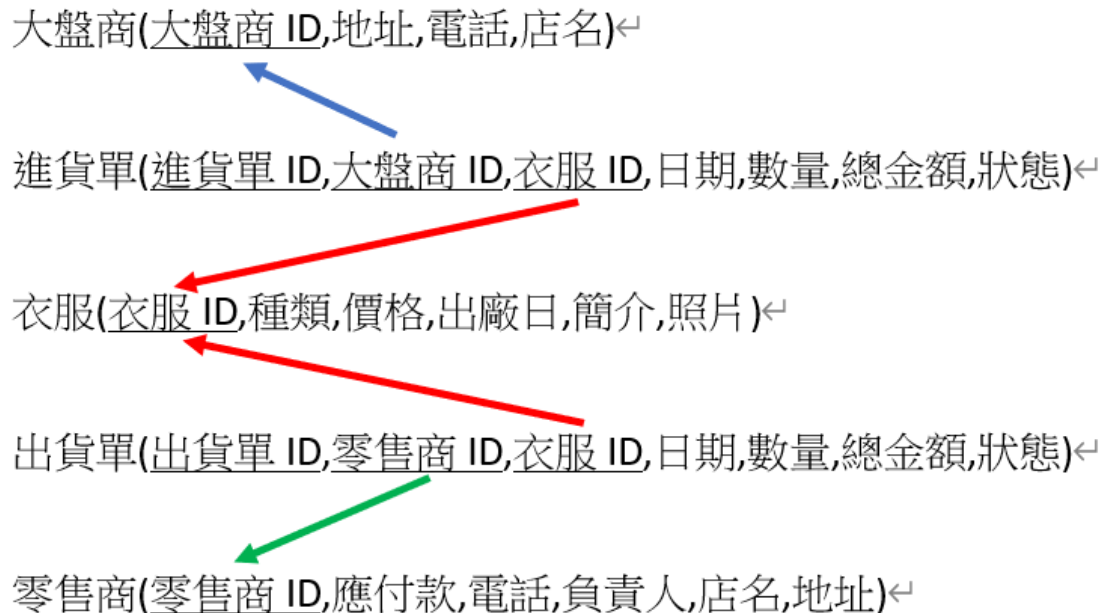 大盤商(大盤商 ID,地址,電話,店名)↵
進貨單(進貨單 ID,大盤商 ID,衣服 ID,日期,數量,總金額,狀態)↵
衣服(衣服 ID,種類,價格,出廠日,簡介,照片)↵
出貨單(出貨單 ID,零售商 ID,衣服 ID,日期,數量,總金額,狀態)↵
零售商(零售商 ID,應付款,電話,負責人,店名,地址)↵